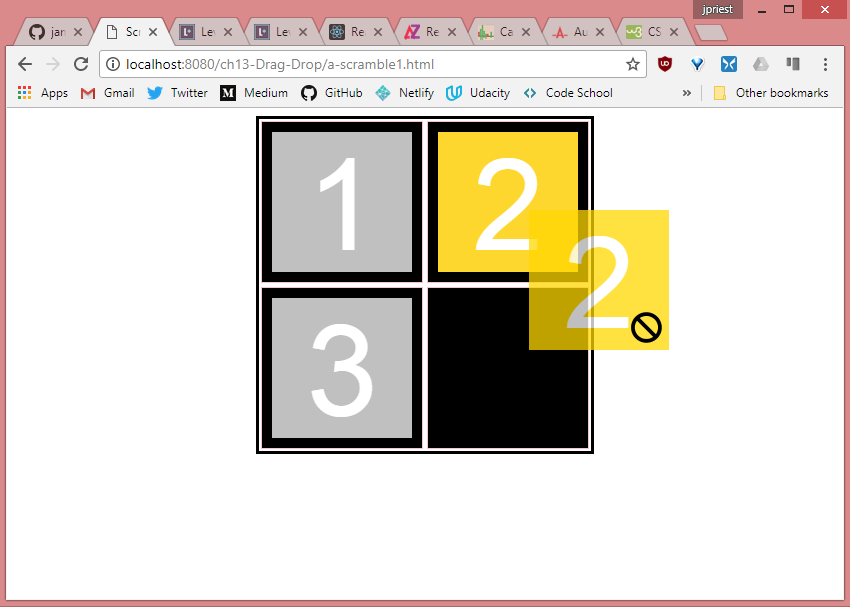 jpriest
jar Scr Lev Lev Re Re Ca Au CS
localhost:8080/ch13-Drag-Drop/a-scramble1.html
Apps Gmail Twitter Medium GitHub Netlify Udacity Code School » Other bookmarks
1 2
2
3